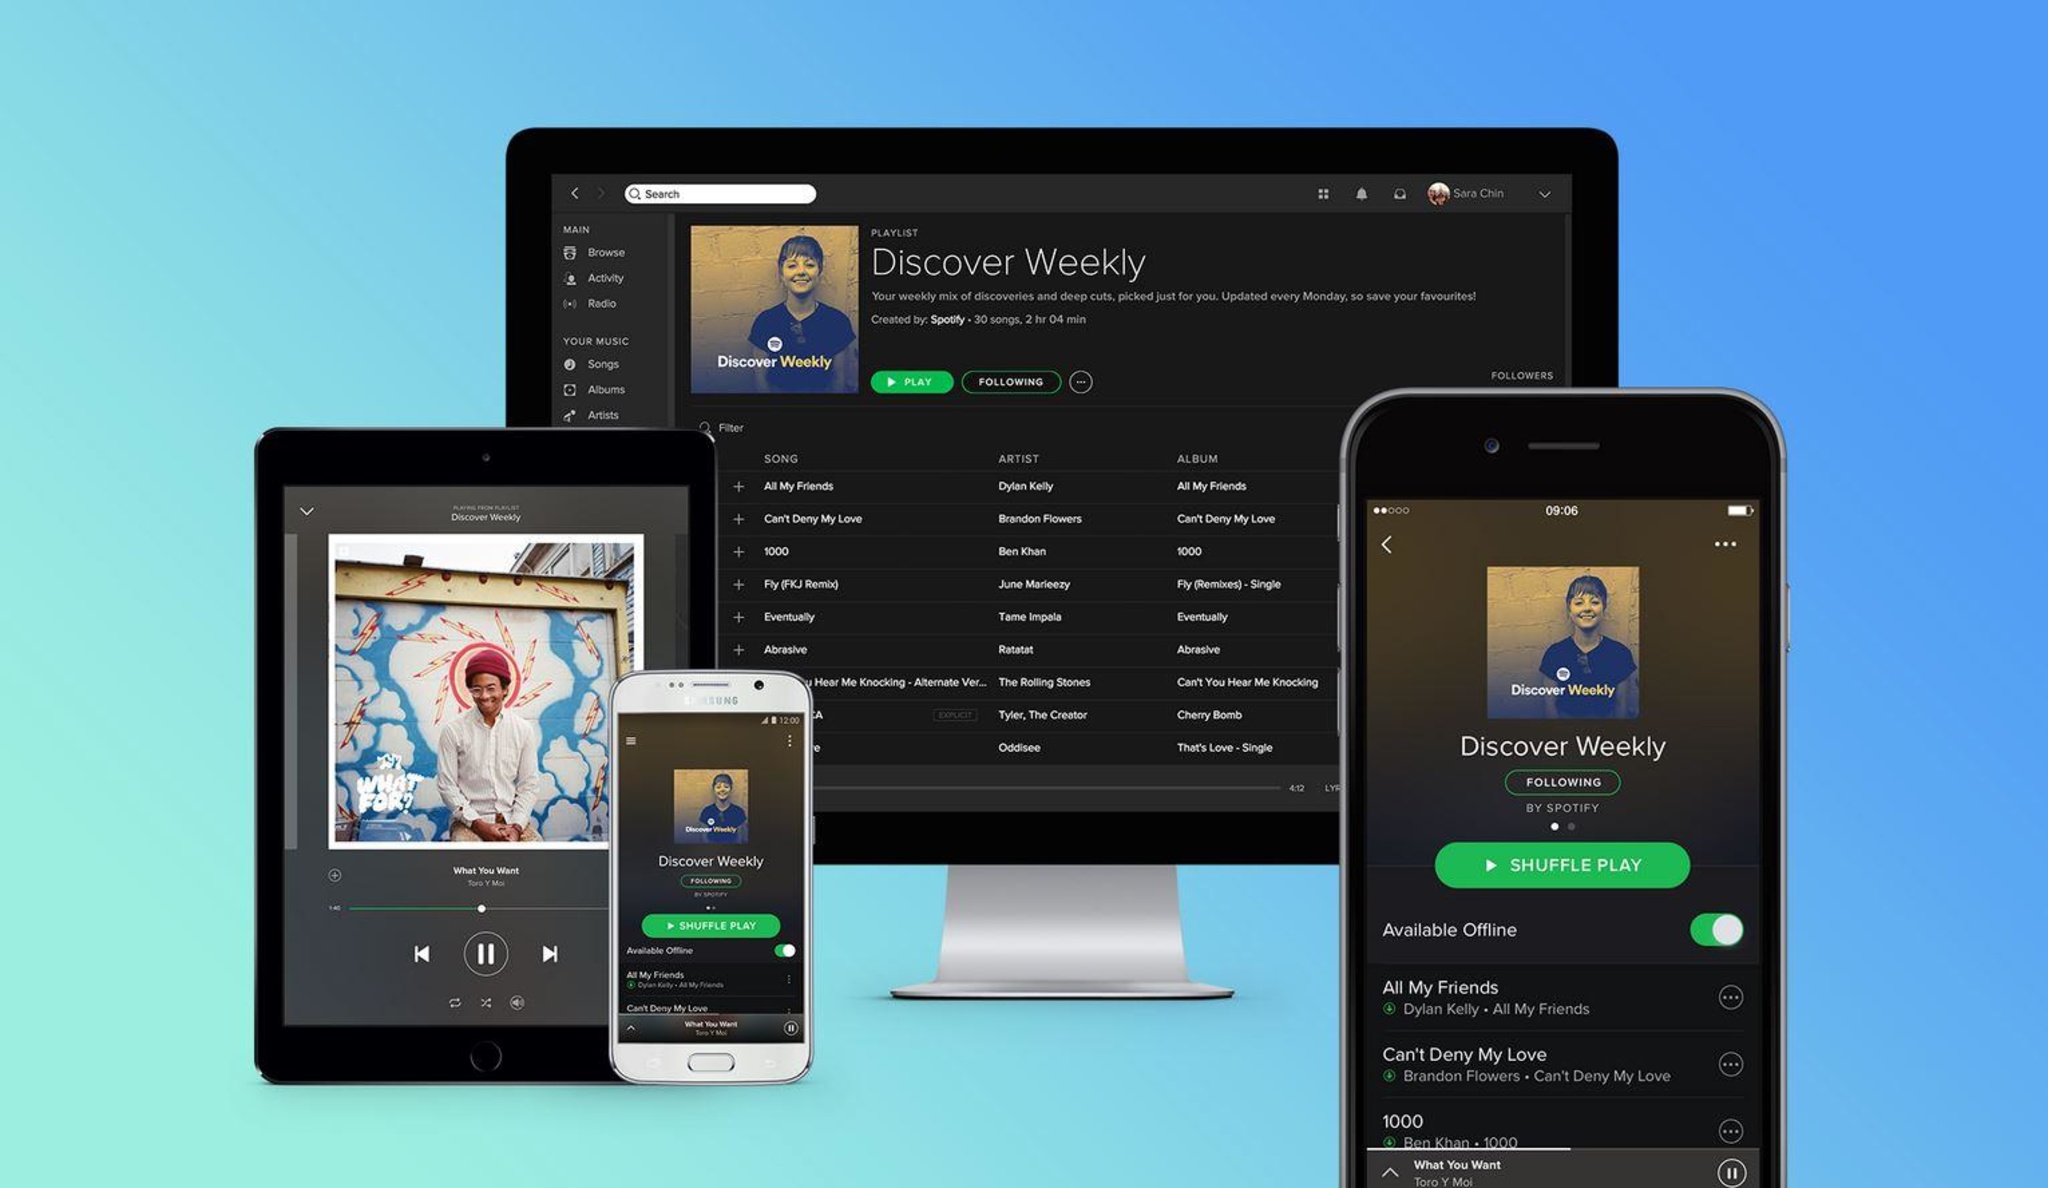 Search
Sara Chin
MAIN
Browse
Activity
Radio
YOUR MUSIC
Songs
Albums
Artists
Discover Weekly
PLAYLIST
Discover Weekly
Your weekly mix of discoveries and deep cuts, picked just for you. Updated every Monday, so save your favourites!
Created by: Spotify • 30 songs, 2 hr 04 min
PLAY FOLLOWING
FOLLOWERS
Filter
SONG ARTIST ALBUM
All My Friends Dylan Kelly All My Friends
Can't Deny My Love Brandon Flowers Can't Deny My Love
1000 Ben Khan 1000
Fly (FKJ Remix) June Marieezy Fly (Remixes) - Single
Eventually Tame Impala Eventually
Abrasive Ratatat Abrasive
u Hear Me Knocking - Alternate Ver... The Rolling Stones Can't You Hear Me Knocking
CA EXPLICIT Tyler, The Creator Cherry Bomb
e Oddisee That's Love - Single
4:12 LYR
PLAYING FROM PLAYLIST
Discover Weekly
WHAT
FOR?
What You Want
Toro Y Moi
1:40
SAMSUNG
12:00
Discover Weekly
Discover Weekly
FOLLOWING
BY SPOTIFY
SHUFFLE PLAY
Available Offline
All My Friends
Dylan Kelly • All My Friends
Can't Deny My Love
What You Want
Toro Y Moi
09:06
Discover Weekly
Discover Weekly
FOLLOWING
BY SPOTIFY
SHUFFLE PLAY
Available Offline
All My Friends
Dylan Kelly • All My Friends
Can't Deny My Love
Brandon Flowers • Can't Deny My Love
1000
Ben Khan • 1000
What You Want
Toro Y Moi